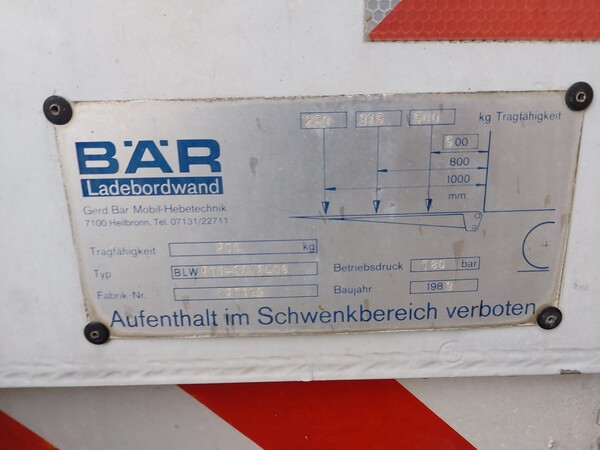 kg Tragfähigkeit
800
1000
mm
BÄR
Ladebordwand
Gerd Bär Mobil-Hebetechnik
7100 Heilbronn, Tel. 07131/22711
Tragfähigkeit kg
Typ BLW
Betriebsdruck bar
Fabrik-Nr.
Baujahr 198
Aufenthalt im Schwenkbereich verboten